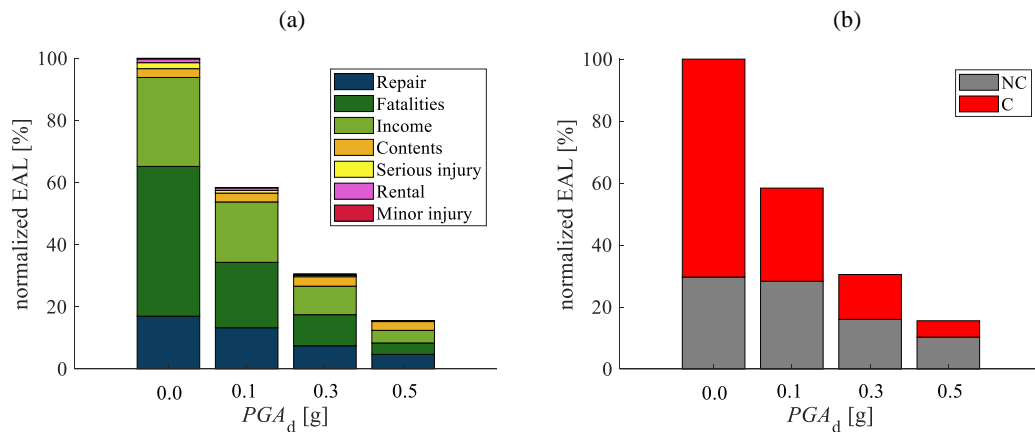 (a)
normalized EAL [%]
100
80
60
40
20
0
Repair
Fatalities
Income
Contents
Serious injury
Rental
Minor injury
0.0 0.1 0.3 0.5
PGAd [g]
(b)
normalized EAL [%]
100
80
60
40
20
0
NC
C
0.0 0.1 0.3 0.5
PGAd [g]